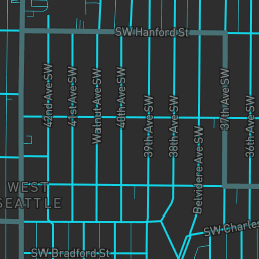 SW Hanford St
42nd Ave SW
41st Ave SW
Walnut Ave SW
40th Ave SW
39th Ave SW
38th Ave SW
Belvidere Ave SW
37th Ave SW
36th Ave SW
WEST
SEATTLE
SW Charles
SW Bradford St